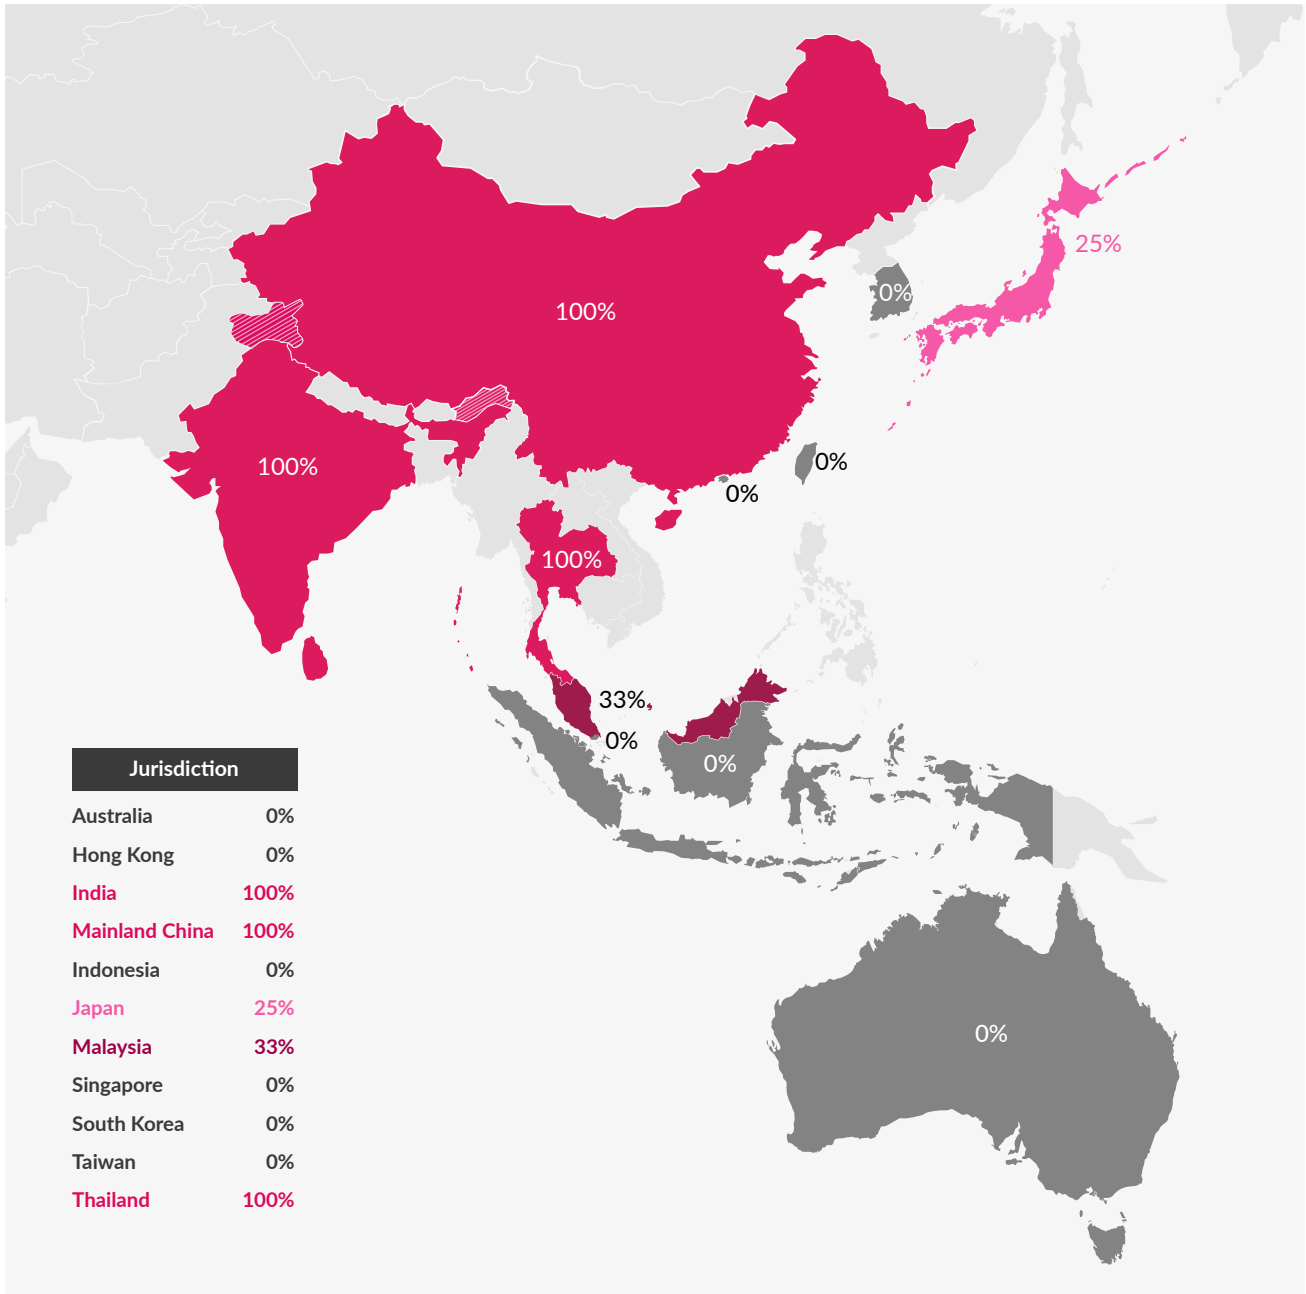 25%
0%
100%
100%
0%
0%
100%
33%
0%
0%
Jurisdiction
Australia 0%
Hong Kong 0%
India 100%
Mainland China 100%
Indonesia 0%
Japan 25%
Malaysia 33%
Singapore 0%
South Korea 0%
Taiwan 0%
Thailand 100%
0%